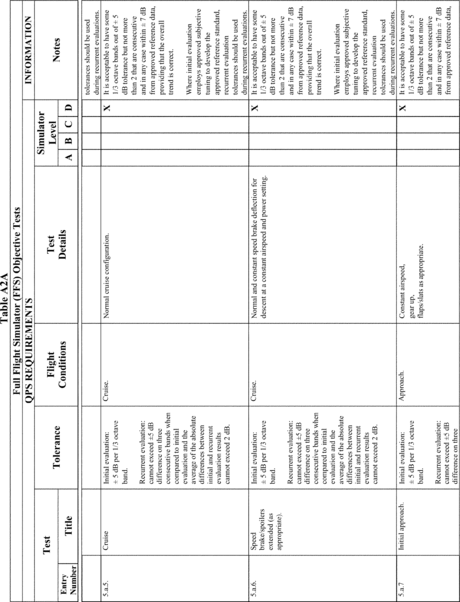 Table A2A
Full Flight Simulator (FFS) Objective Tests
QPS REQUIREMENTS
INFORMATION
Test
Tolerance
Flight
Conditions
Test
Details
Simulator
Level
Notes
Entry
Number
Title
A
B
C
D
tolerances should be used
during recurrent evaluations.
5.a.5.
Cruise
Initial evaluation:
± 5 dB per 1/3 octave
band.
Recurrent evaluation:
cannot exceed ±5 dB
difference on three
consecutive bands when
compared to initial
evaluation and the
average of the absolute
differences between
initial and recurrent
evaluation results
cannot exceed 2 dB.
Cruise.
Normal cruise configuration.
X
It is acceptable to have some
1/3 octave bands out of ± 5
dB tolerance but not more
than 2 that are consecutive
and in any case within ± 7 dB
from approved reference data,
providing that the overall
trend is correct.
Where initial evaluation
employs approved subjective
tuning to develop the
approved reference standard,
recurrent evaluation
tolerances should be used
during recurrent evaluations.
5.a.6.
Speed
brake/spoilers
extended (as
appropriate).
Initial evaluation:
± 5 dB per 1/3 octave
band.
Recurrent evaluation:
cannot exceed ±5 dB
difference on three
consecutive bands when
compared to initial
evaluation and the
average of the absolute
differences between
initial and recurrent
evaluation results
cannot exceed 2 dB.
Cruise.
Normal and constant speed brake deflection for
descent at a constant airspeed and power setting.
X
It is acceptable to have some
1/3 octave bands out of ± 5
dB tolerance but not more
than 2 that are consecutive
and in any case within ± 7 dB
from approved reference data,
providing that the overall
trend is correct.
Where initial evaluation
employs approved subjective
tuning to develop the
approved reference standard,
recurrent evaluation
tolerances should be used
during recurrent evaluations.
5.a.7
Initial approach.
Initial evaluation:
± 5 dB per 1/3 octave
band.
Recurrent evaluation:
cannot exceed ±5 dB
difference on three
Approach.
Constant airspeed,
gear up,
flaps/slats as appropriate.
X
It is acceptable to have some
1/3 octave bands out of ± 5
dB tolerance but not more
than 2 that are consecutive
and in any case within ± 7 dB
from approved reference data,